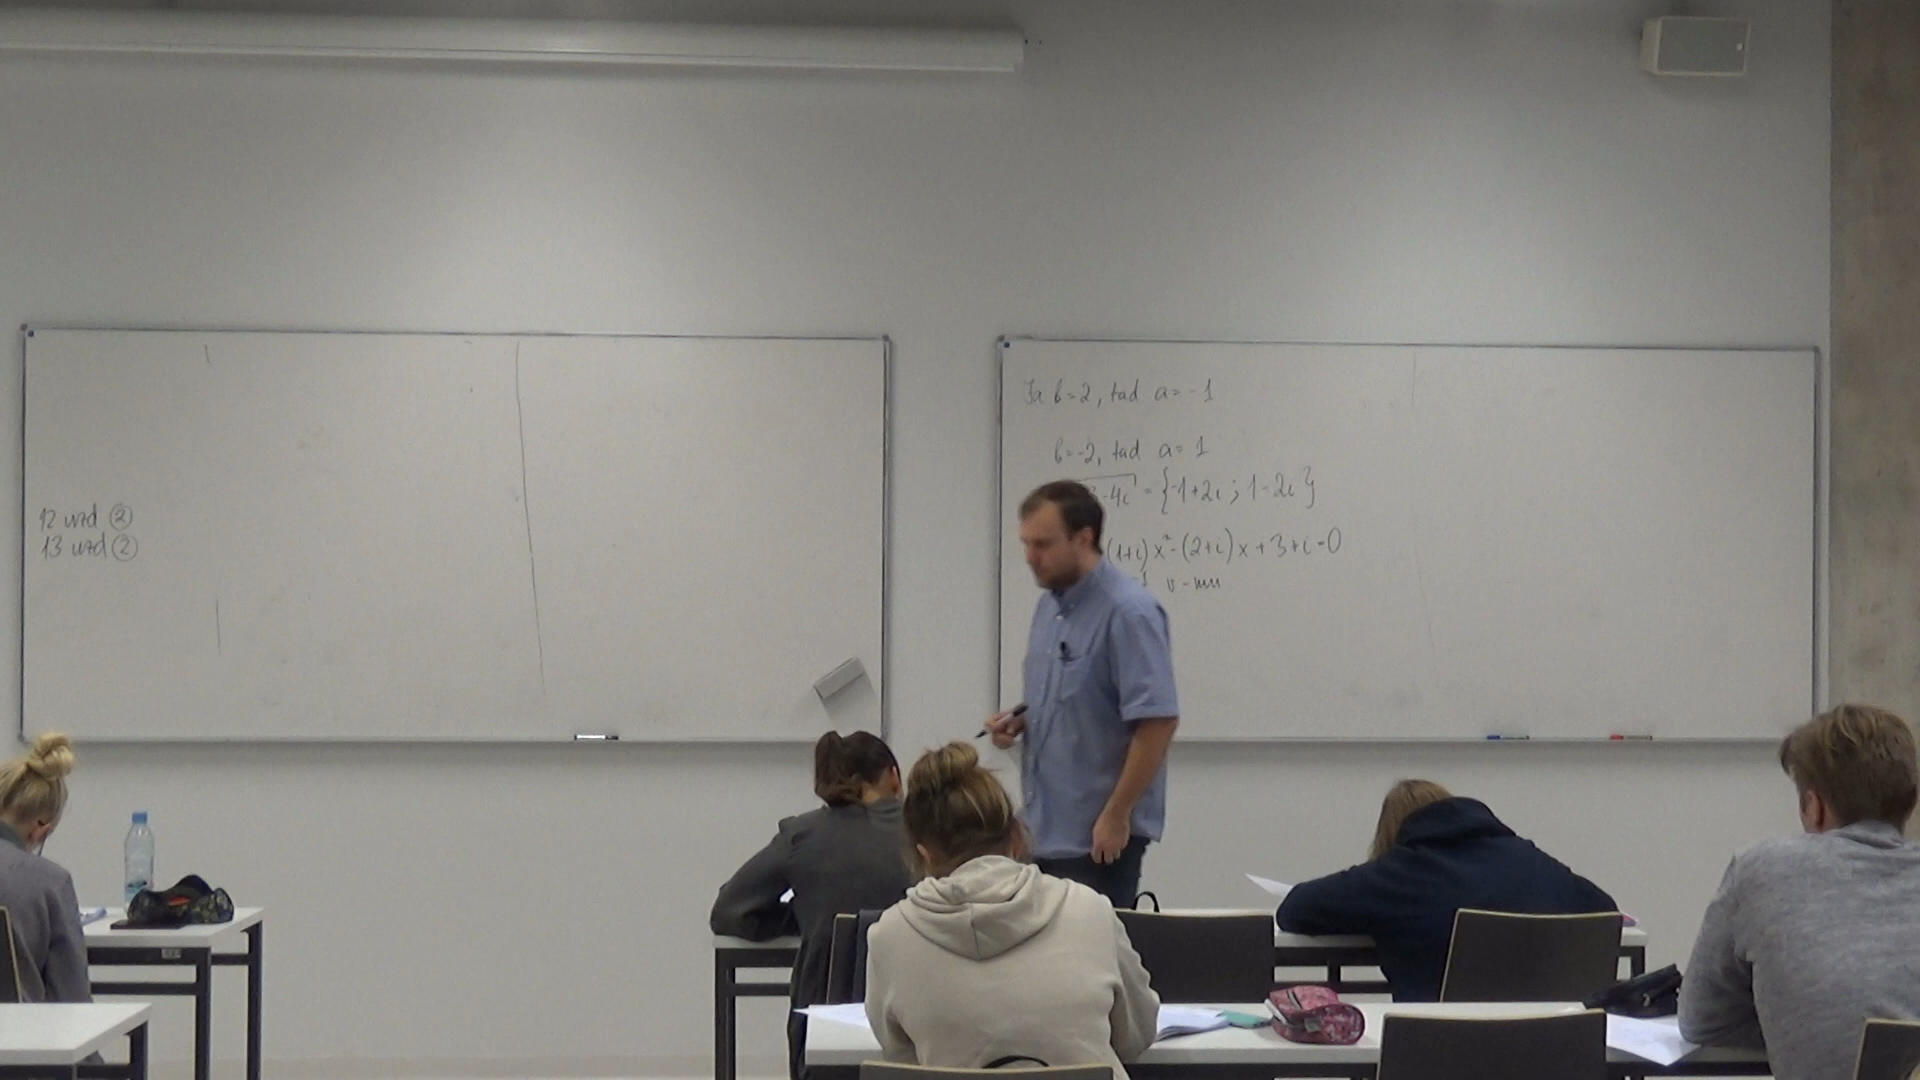 12 uzd ②
13 uzd ②
Ja b=2, tad a= -1
b=-2, tad a= 1
-4i = {-1+2i ; 1-2i}
(1+i) x² - (2+i) x + 3+i=0